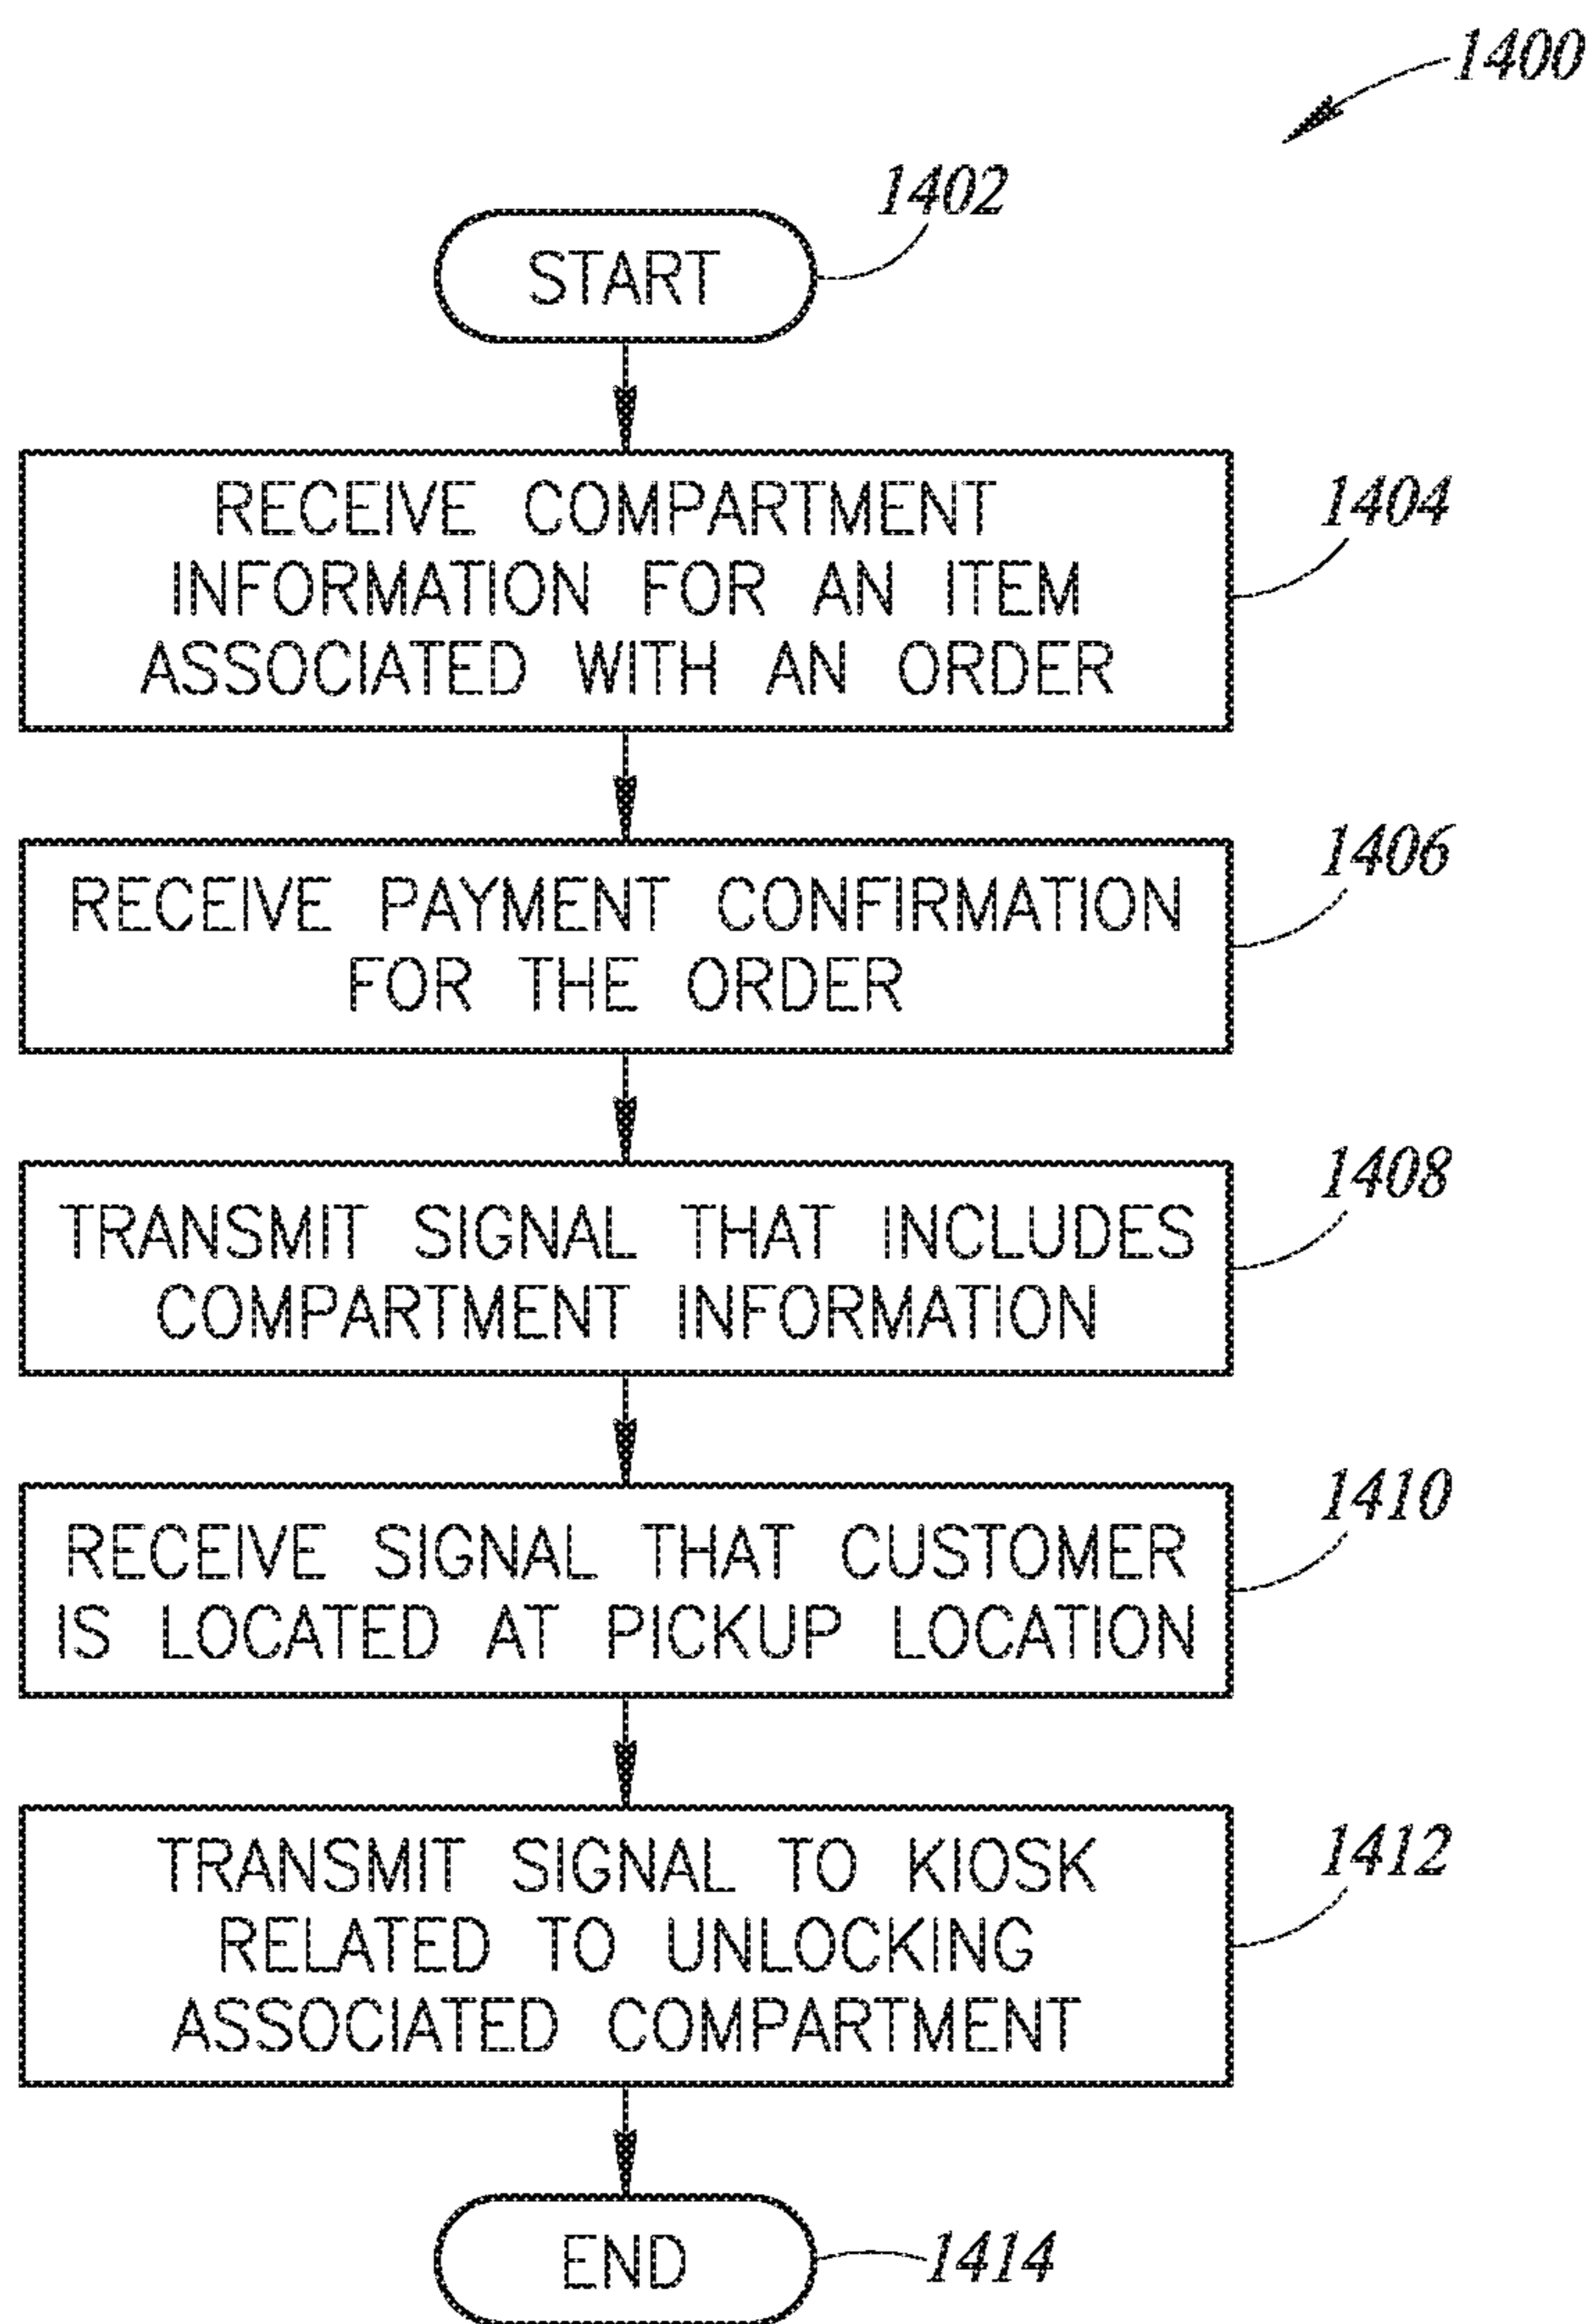 1400
1402
START
RECEIVE COMPARTMENT
INFORMATION FOR AN ITEM
ASSOCIATED WITH AN ORDER
1404
RECEIVE PAYMENT CONFIRMATION
FOR THE ORDER
1406
TRANSMIT SIGNAL THAT INCLUDES
COMPARTMENT INFORMATION
1408
RECEIVE SIGNAL THAT CUSTOMER
IS LOCATED AT PICKUP LOCATION
1410
TRANSMIT SIGNAL TO KIOSK
RELATED TO UNLOCKING
ASSOCIATED COMPARTMENT
1412
END
1414